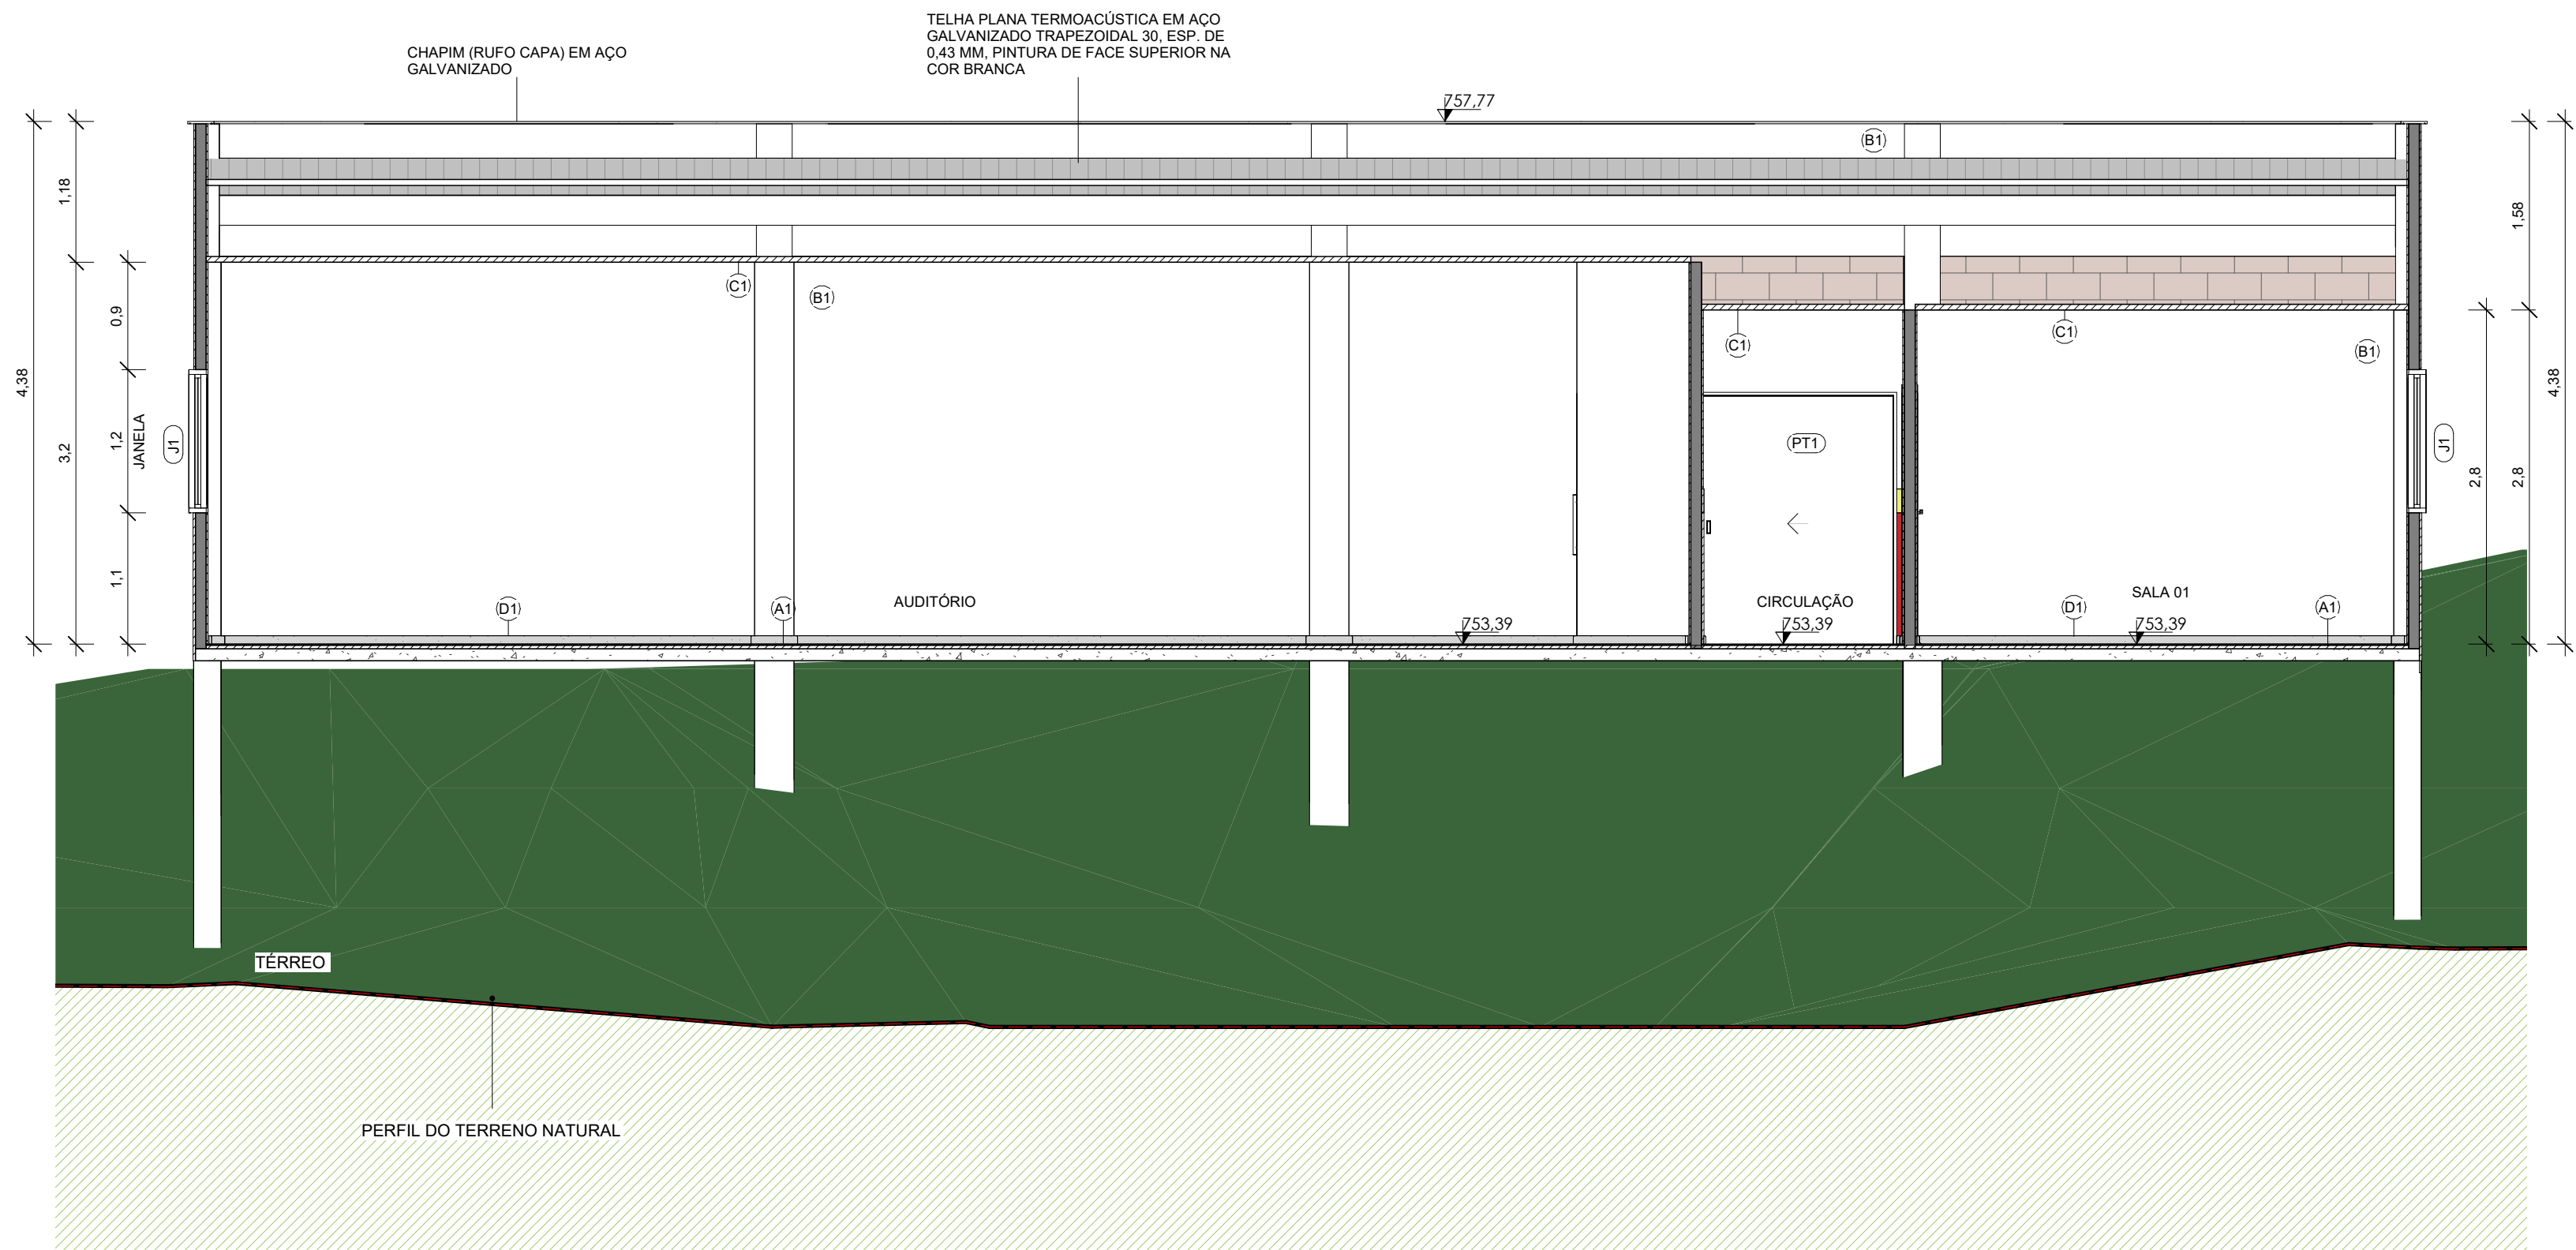 TELHA PLANA TERMOACÚSTICA EM AÇO
GALVANIZADO TRAPEZOIDAL 30, ESP. DE
0,43 MM, PINTURA DE FACE SUPERIOR NA
COR BRANCA
CHAPIM (RUFO CAPA) EM AÇO
GALVANIZADO
757,77
B1
1,18
1,58
C1
B1
0,9
C1
C1
B1
4,38
4,38
3,2
1,2
JANELA
J1
PT1
J1
2,8
2,8
1,1
D1
A1
AUDITÓRIO
753,39
CIRCULAÇÃO
753,39
SALA 01
D1
753,39
A1
TÉRREO
PERFIL DO TERRENO NATURAL